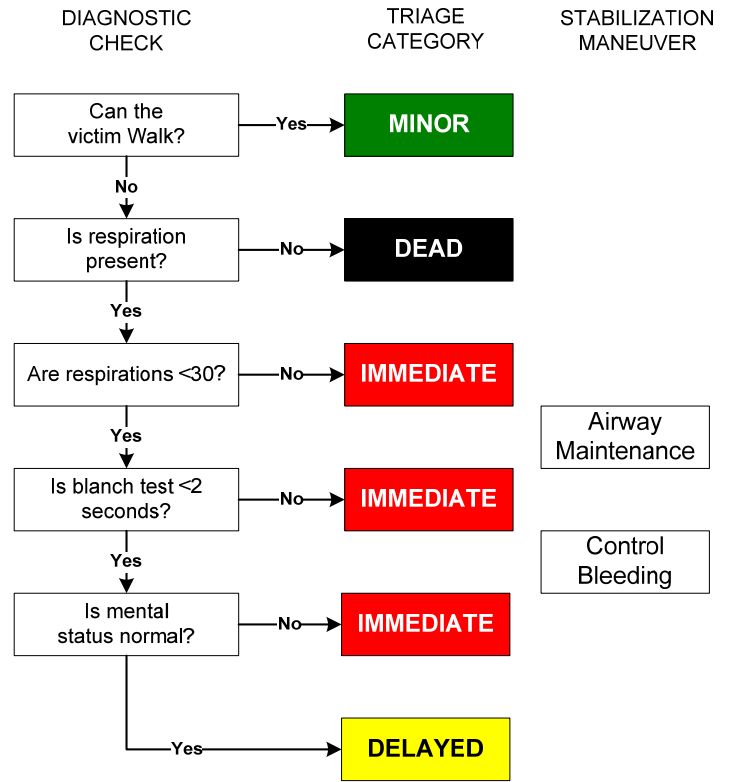 DIAGNOSTIC
CHECK
TRIAGE
CATEGORY
STABILIZATION
MANEUVER
Can the
victim Walk?
Yes
MINOR
No
Is respiration
present?
No
DEAD
Yes
Are respirations <30?
No
IMMEDIATE
Airway
Maintenance
Yes
Is blanch test <2
seconds?
No
IMMEDIATE
Control
Bleeding
Yes
Is mental
status normal?
No
IMMEDIATE
Yes
DELAYED